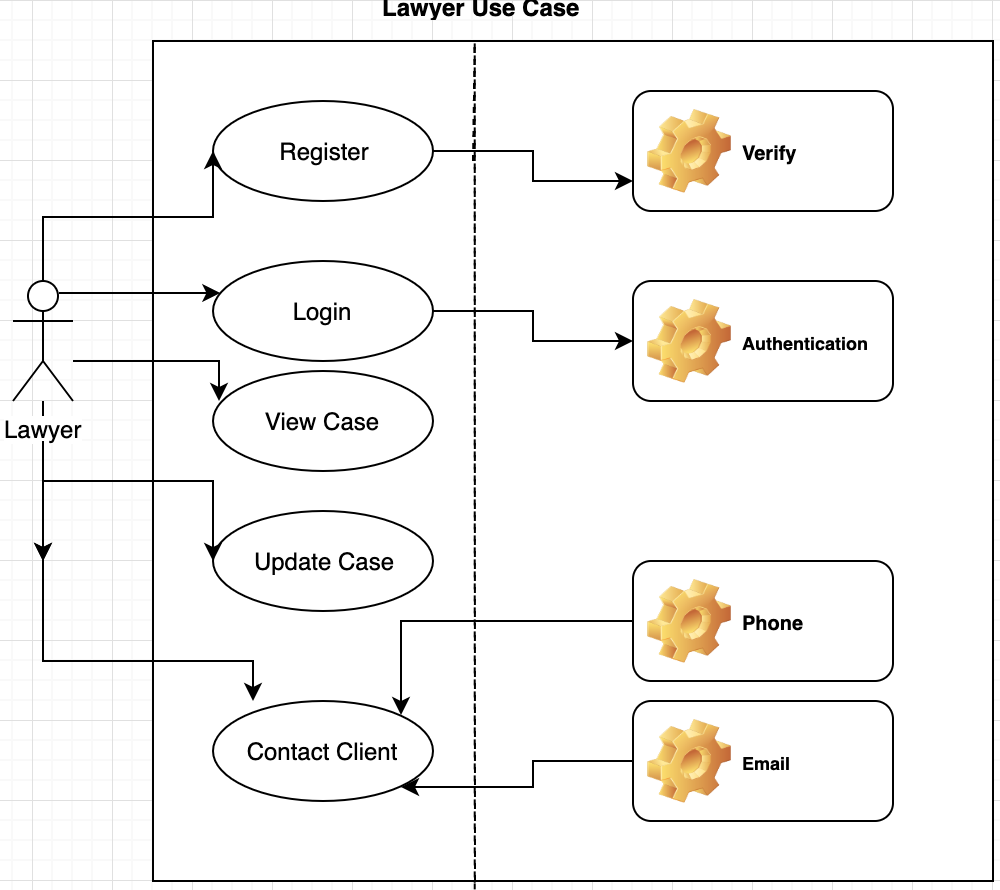 Lawyer Use Case
Register
Verify
Login
Authentication
View Case
Lawyer
Update Case
Phone
Contact Client
Email